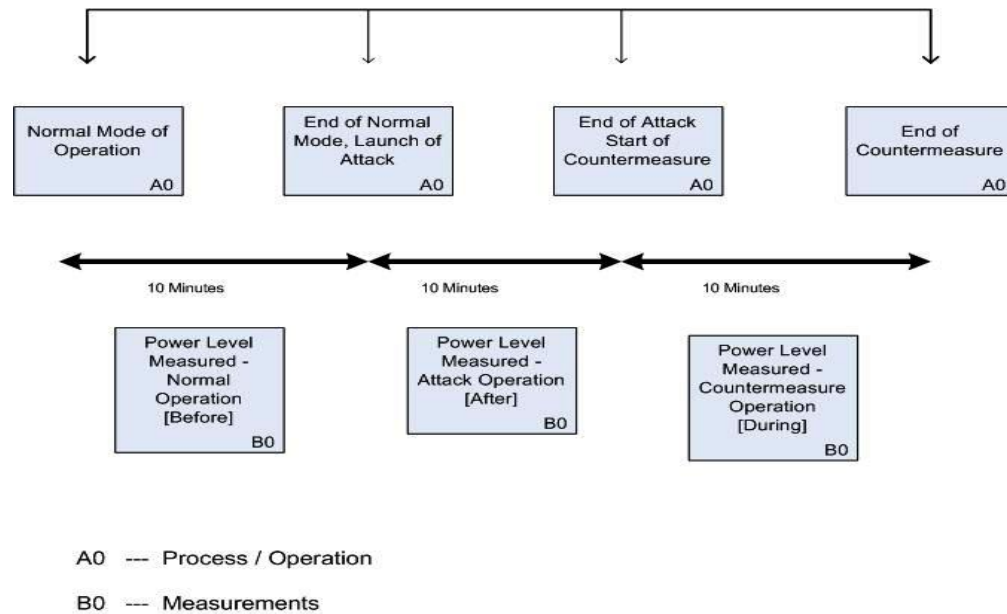 Normal Mode of
Operation
A0
End of Normal
Mode, Launch of
Attack
A0
End of Attack
Start of
Countermeasure
A0
End of
Countermeasure
A0
10 Minutes
10 Minutes
10 Minutes
Power Level
Measured -
Normal
Operation
[Before]
B0
Power Level
Measured -
Attack Operation
[After]
B0
Power Level
Measured -
Countermeasure
Operation
[During]
B0
A0 --- Process / Operation
B0 --- Measurements